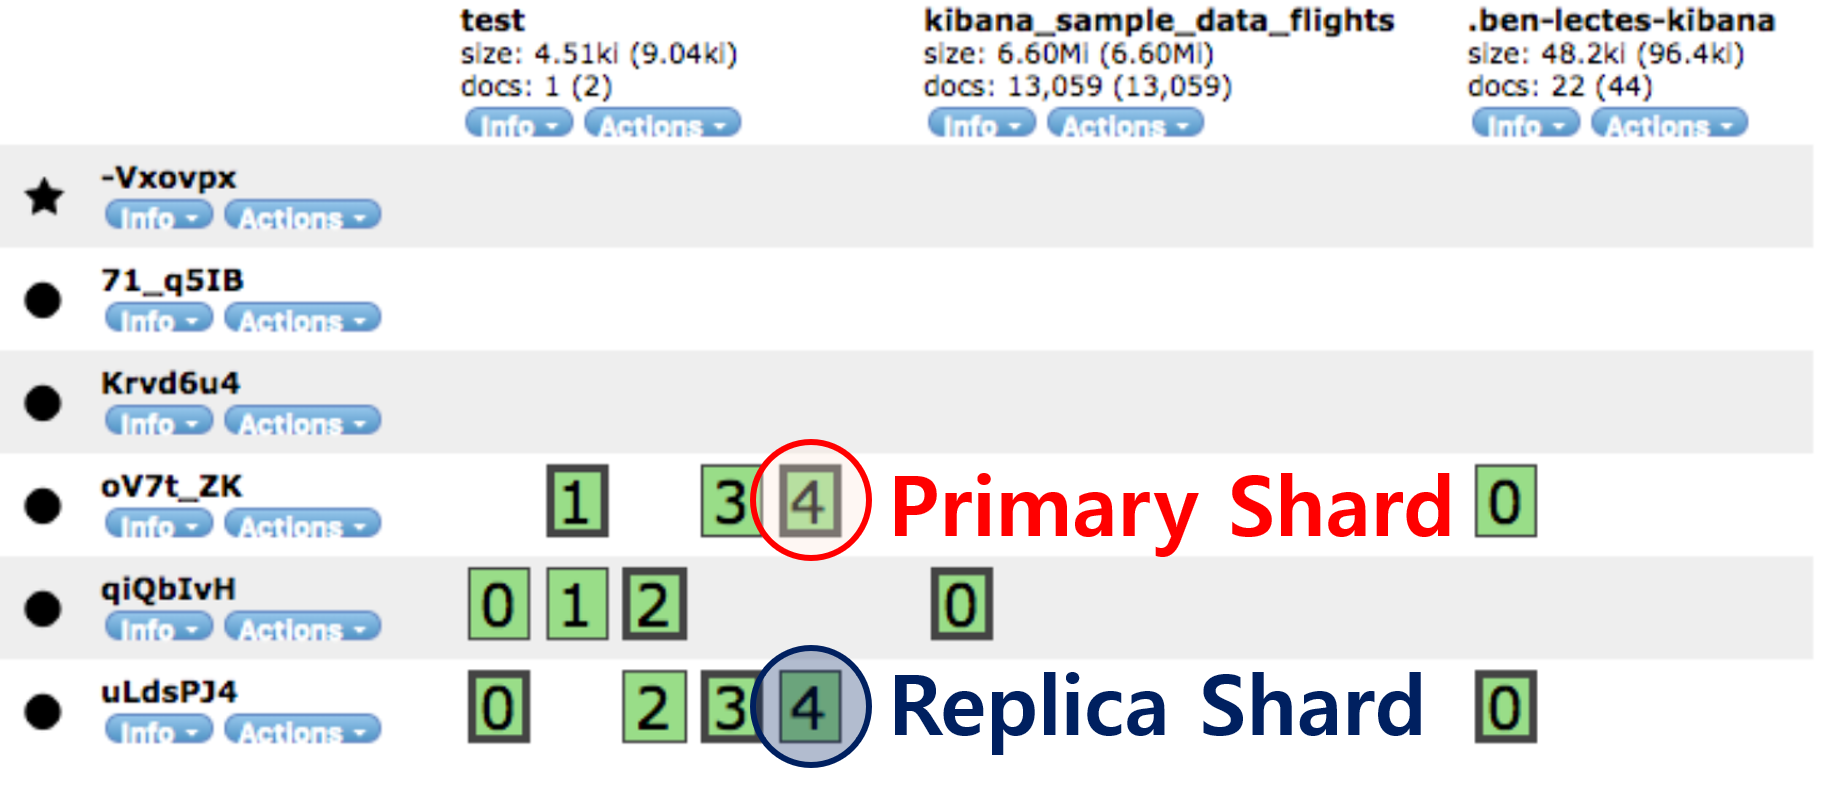 test kibana_sample_data_flights .ben-lectes-kibana
size: 4.51ki (9.04ki) size: 6.60Mi (6.60Mi) size: 48.2ki (96.4ki)
docs: 1 (2) docs: 13,059 (13,059) docs: 22 (44)
Info Actions Info Actions Info Actions
-Vxovpx
Info Actions
71_q5IB
Info Actions
Krvd6u4
Info Actions
oV7t_ZK 1 3 4 Primary Shard 0
Info Actions
qiQbIvH 0 1 2 0
Info Actions
uLdsPJ4 0 2 3 4 Replica Shard 0
Info Actions